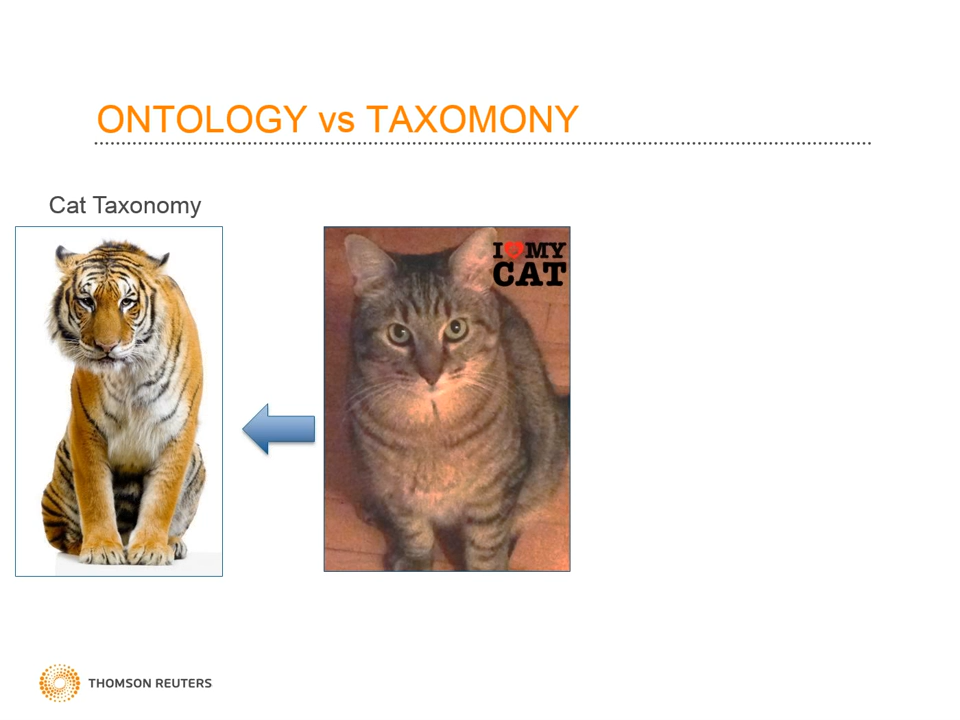 ONTOLOGY vs TAXOMONY
Cat Taxonomy
I ♥ MY
CAT
THOMSON REUTERS